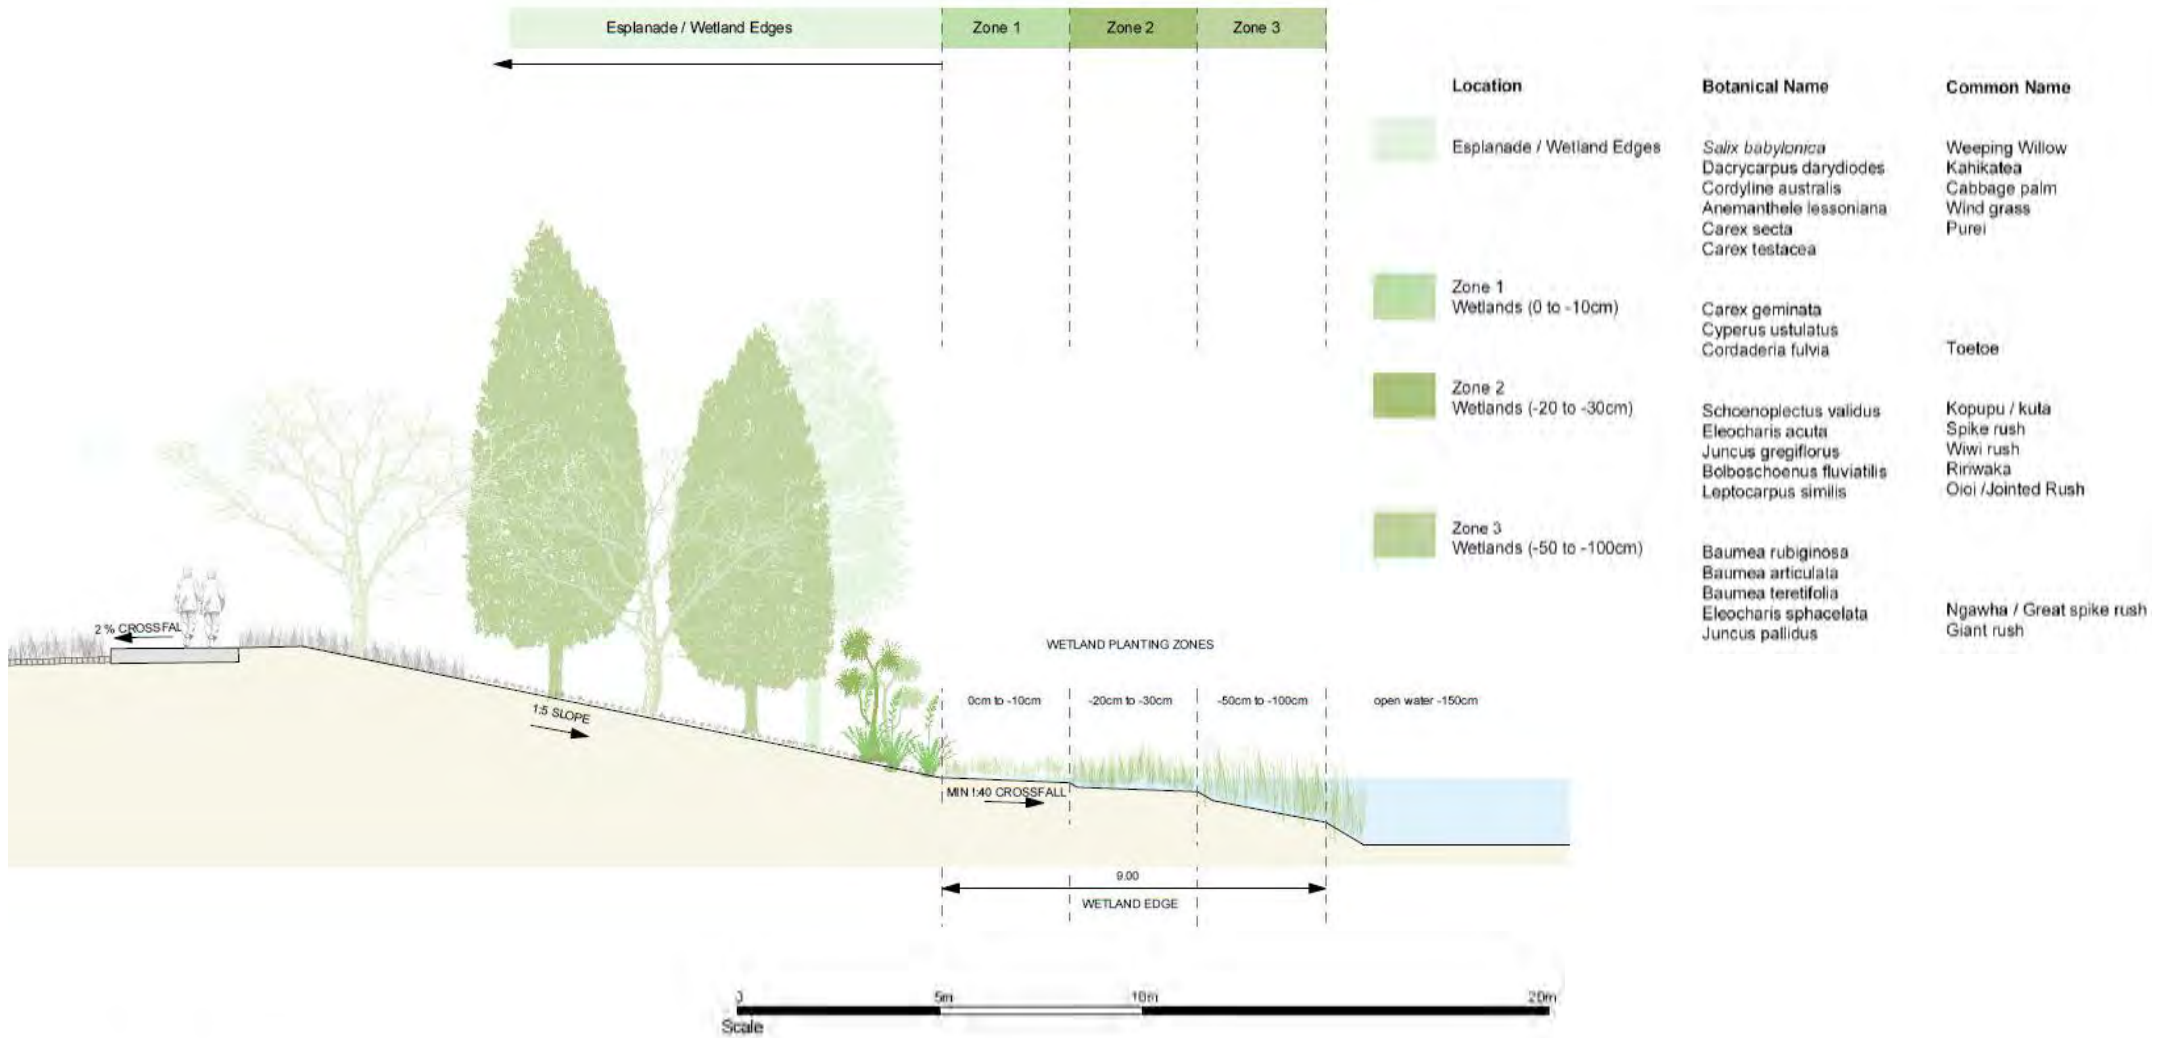 Esplanade / Wetland Edges Zone 1 Zone 2 Zone 3
Location Botanical Name Common Name
Esplanade / Wetland Edges Salix babylonica Weeping Willow
Dacrycarpus darydiodes Kahikatea
Cordyline australis Cabbage palm
Anemanthele lessoniana Wind grass
Carex secta Purei
Carex testacea
Zone 1
Wetlands (0 to -10cm) Carex geminata
Cyperus ustulatus
Cordaderia fulvia Toetoe
Zone 2
Wetlands (-20 to -30cm) Schoenoplectus validus Kopupu / kuta
Eleocharis acuta Spike rush
Juncus gregiflorus Wiwi rush
Bolboschoenus fluviatilis Ririwaka
Leptocarpus similis Oioi /Jointed Rush
Zone 3
Wetlands (-50 to -100cm) Baumea rubiginosa
Baumea articulata
Baumea teretifolia
Eleocharis sphacelata Ngawha / Great spike rush
Juncus pallidus Giant rush
2 % CROSSFAL
1:5 SLOPE
WETLAND PLANTING ZONES
0cm to -10cm -20cm to -30cm -50cm to -100cm open water -150cm
MIN 1:40 CROSSFALL
9.00
WETLAND EDGE
0 5m 10m 20m
Scale